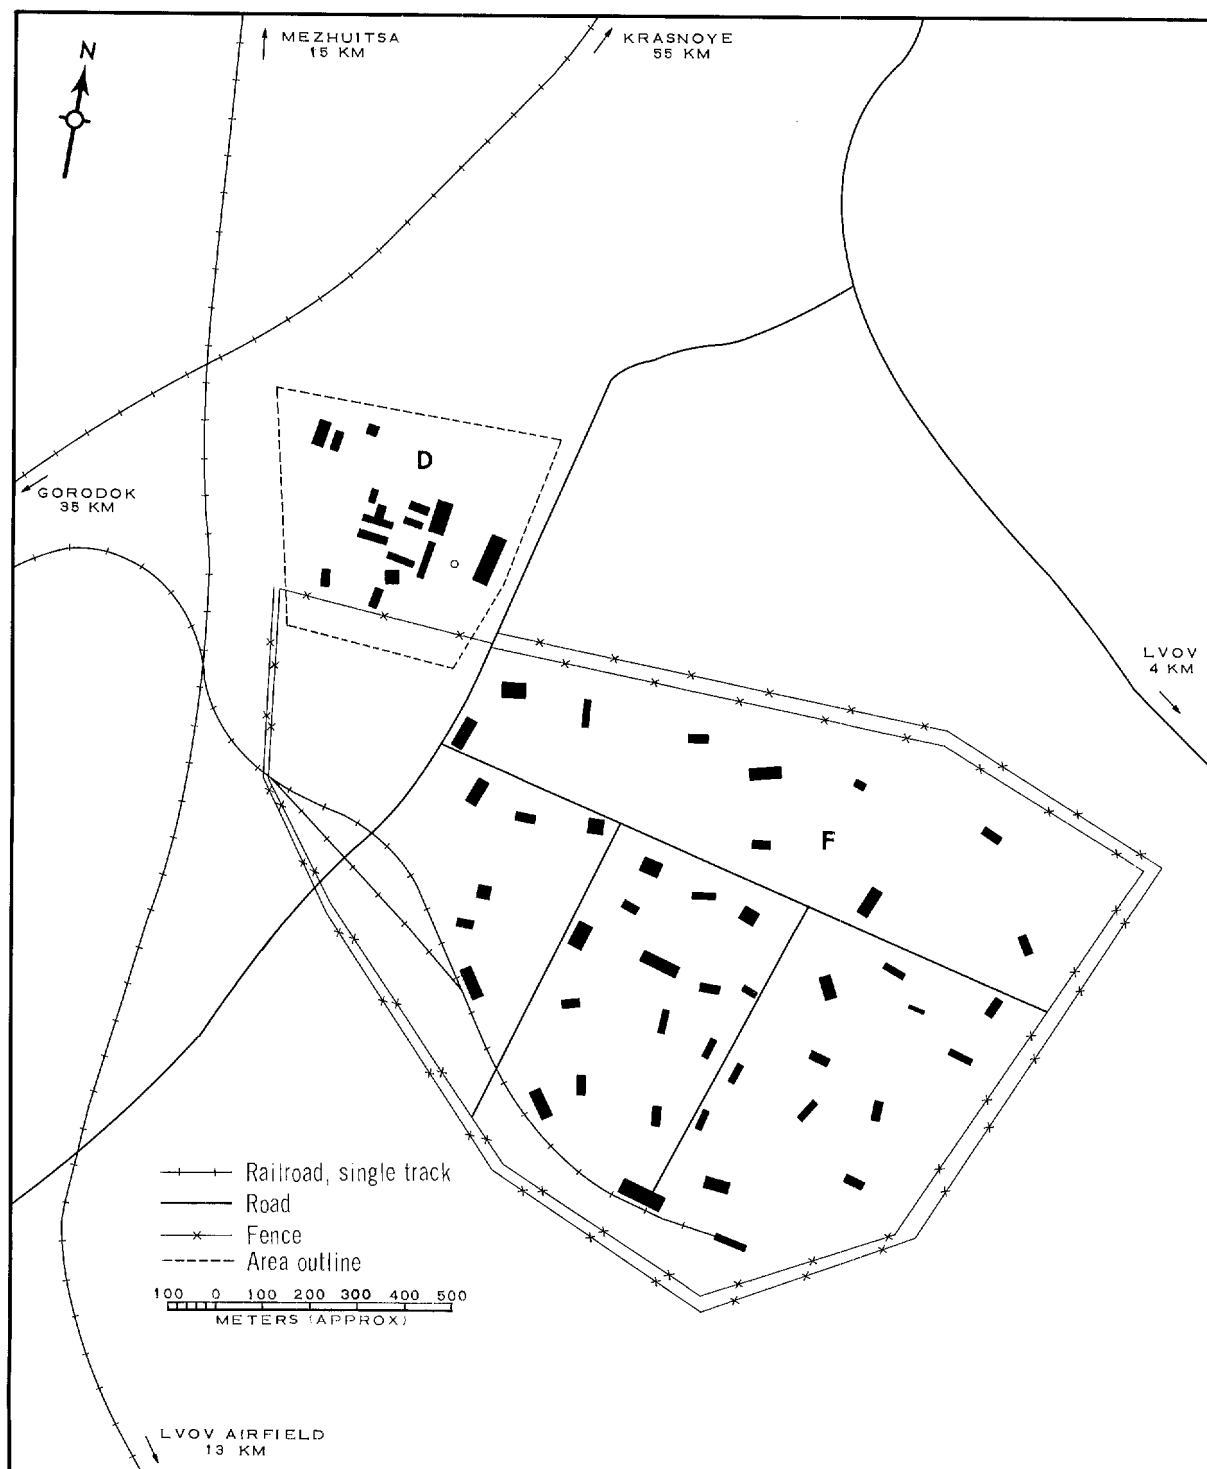 N
MEZHUITSA
15 KM
KRASNOYE
55 KM
GORODOK
35 KM
D
LVOV
4 KM
F
Railroad, single track
Road
Fence
Area outline
100 0 100 200 300 400 500
METERS (APPROX)
LVOV AIRFIELD
13 KM